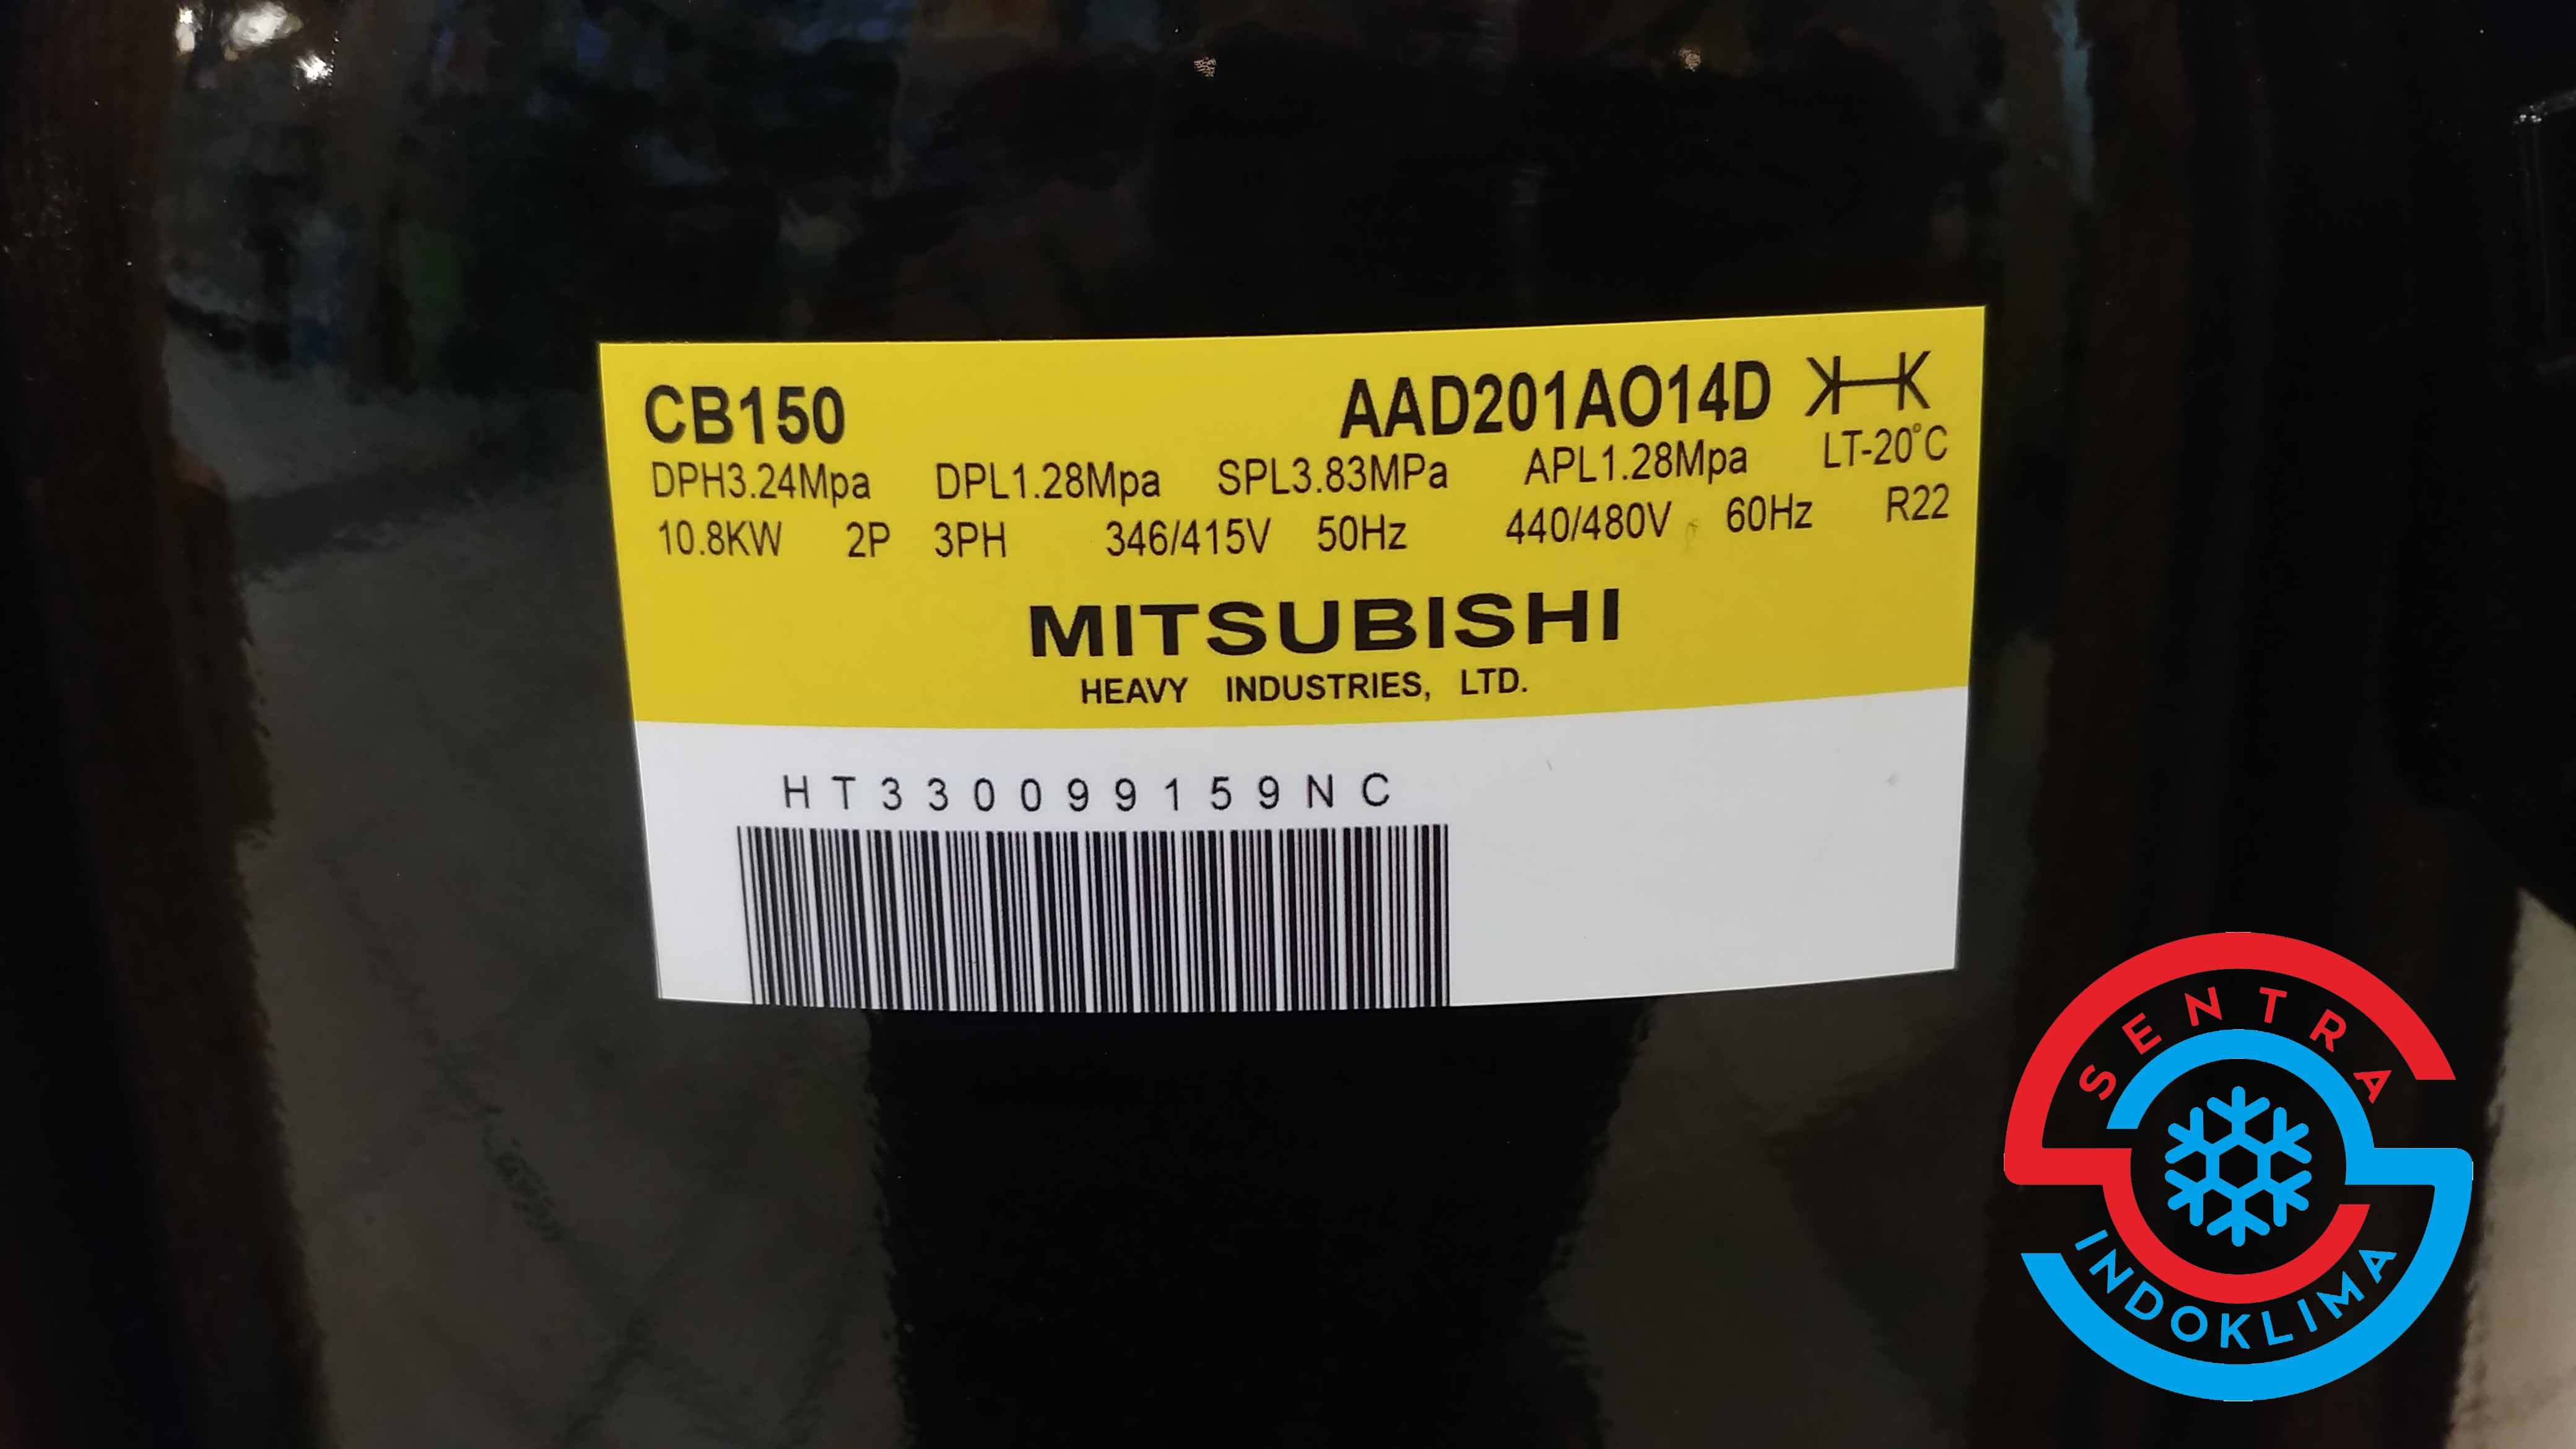 CB150 AAD201AO14D
DPH3.24Mpa DPL1.28Mpa SPL3.83MPa APL1.28Mpa LT-20°C
10.8KW 2P 3PH 346/415V 50Hz 440/480V 60Hz R22
MITSUBISHI
HEAVY INDUSTRIES, LTD.
HT330099159NC
SENTRA
INDOKLIMA